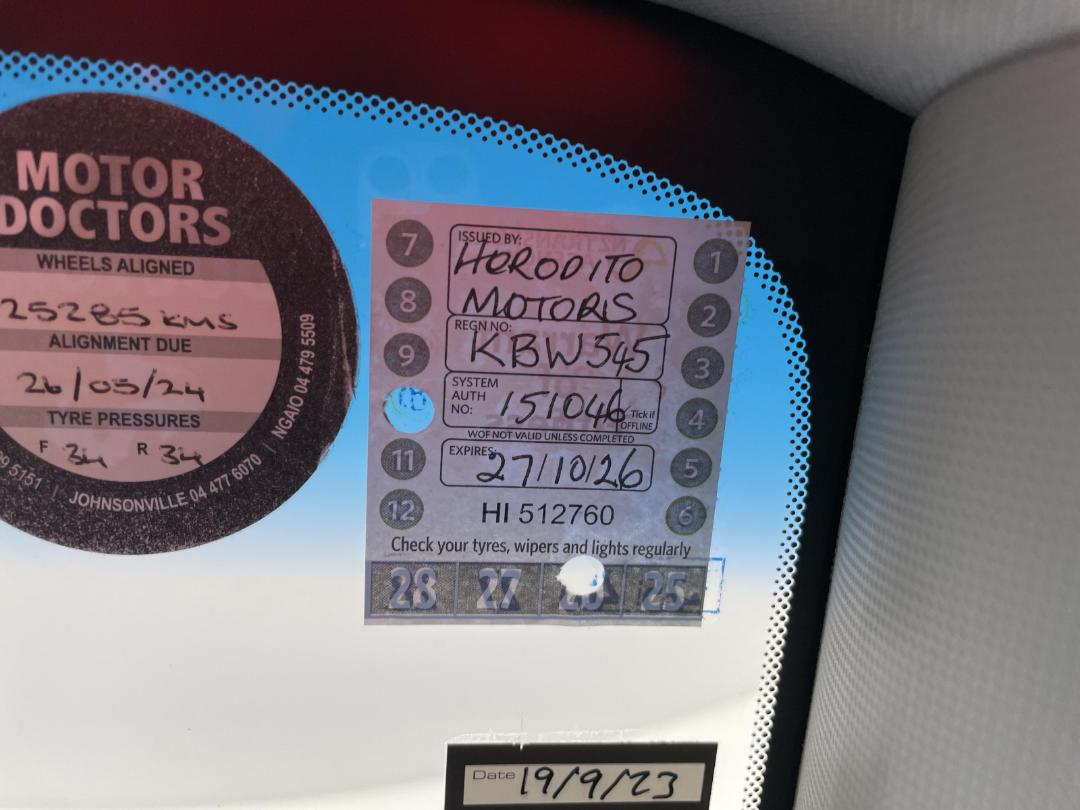 MOTOR
DOCTORS
WHEELS ALIGNED
25285 kms
ALIGNMENT DUE
26/05/24
TYRE PRESSURES
F 34 R 34
99 5151 | JOHNSONVILLE 04 477 6070 | NGAIO 04 479 5509
7
8
9
11
12
ISSUED BY:
HERODITO
MOTORS
REGN NO:
KBW545
SYSTEM
AUTH
NO: 151046
Tick if
OFFLINE
WOF NOT VALID UNLESS COMPLETED
EXPIRES:
27/10/26
HI 512760
1
2
3
4
5
6
Check your tyres, wipers and lights regularly
28 27 25
Date 19/9/23